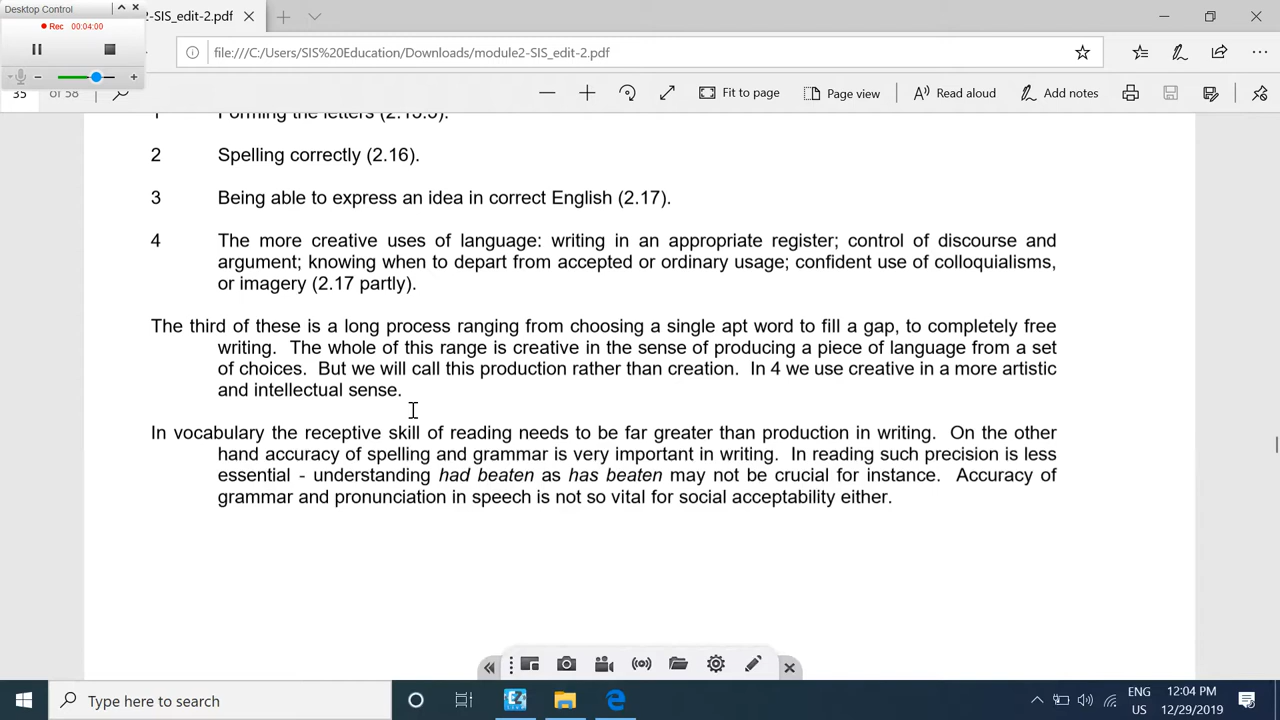 Desktop Control
Rec 00:04:00
2-SIS_edit-2.pdf
file:///C:/Users/SIS%20Education/Downloads/module2-SIS_edit-2.pdf
35 of 58
Fit to page
Page view
Read aloud
Add notes
1 Forming the letters
2 Spelling correctly (2.16).
3 Being able to express an idea in correct English (2.17).
4 The more creative uses of language: writing in an appropriate register; control of discourse and
argument; knowing when to depart from accepted or ordinary usage; confident use of colloquialisms,
or imagery (2.17 partly).
The third of these is a long process ranging from choosing a single apt word to fill a gap, to completely free
writing. The whole of this range is creative in the sense of producing a piece of language from a set
of choices. But we will call this production rather than creation. In 4 we use creative in a more artistic
and intellectual sense.
In vocabulary the receptive skill of reading needs to be far greater than production in writing. On the other
hand accuracy of spelling and grammar is very important in writing. In reading such precision is less
essential - understanding had beaten as has beaten may not be crucial for instance. Accuracy of
grammar and pronunciation in speech is not so vital for social acceptability either.
Type here to search
ENG
US
12:04 PM
12/29/2019